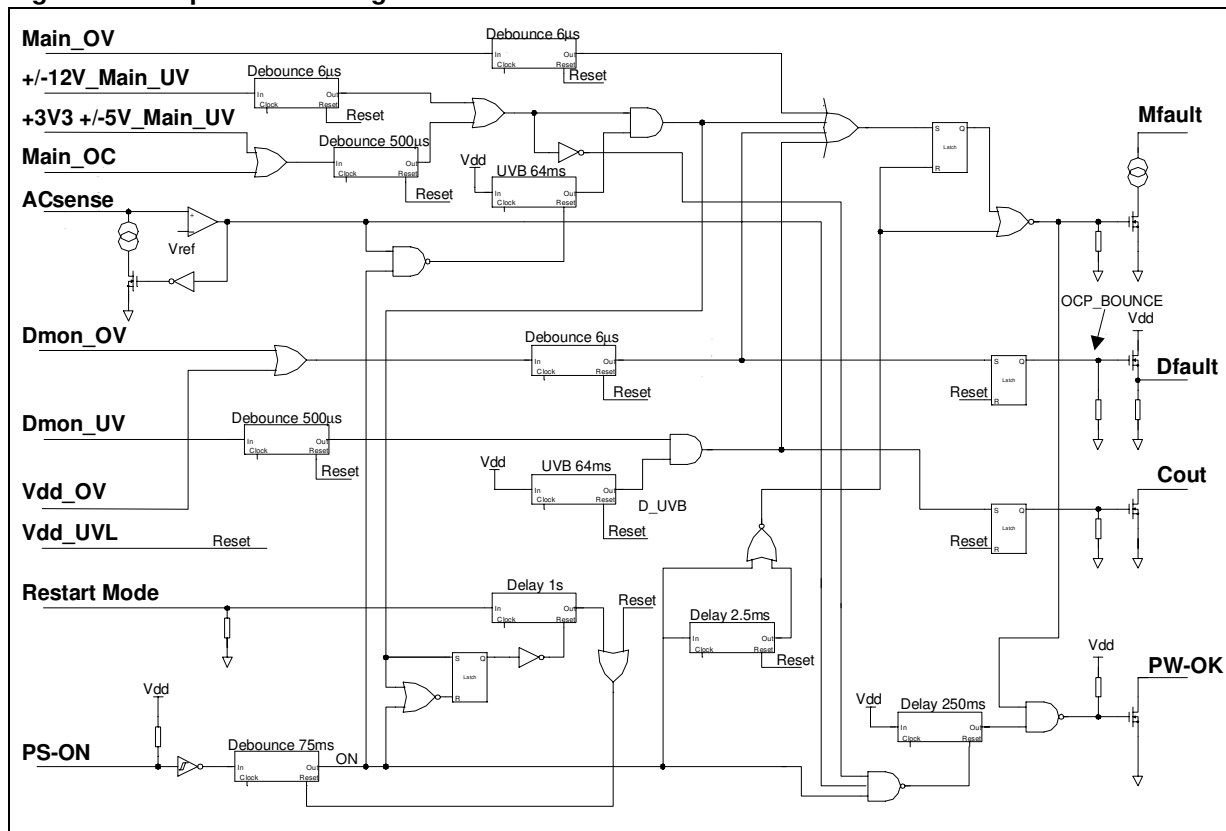 Main_OV
Debounce 6µs
In
Out
Clock
Reset
Reset
+/-12V_Main_UV
Debounce 6µs
In
Out
Clock
Reset
Reset
+3V3 +/-5V_Main_UV
Debounce 500µs
In
Out
Clock
Reset
Reset
Main_OC
Vdd
UVB 64ms
In
Out
Clock
Reset
S
Q
Latch
R
Mfault
ACsense
+
Vref
OCP_BOUNCE
Vdd
Dmon_OV
Debounce 6µs
In
Out
Clock
Reset
Reset
S
Q
Latch
R
Reset
Dfault
Dmon_UV
Debounce 500µs
In
Out
Clock
Reset
Reset
Vdd
UVB 64ms
In
Out
Clock
Reset
Reset
D_UVB
Vdd_OV
S
Q
Latch
R
Reset
Cout
Vdd_UVL
Reset
Restart Mode
Delay 1s
In
Out
Clock
Reset
Reset
Delay 2.5ms
In
Out
Clock
Reset
Reset
S
Q
Latch
R
Vdd
PS-ON
Debounce 75ms
In
Out
Clock
Reset
ON
Vdd
Delay 250ms
In
Out
Clock
Reset
Vdd
PW-OK